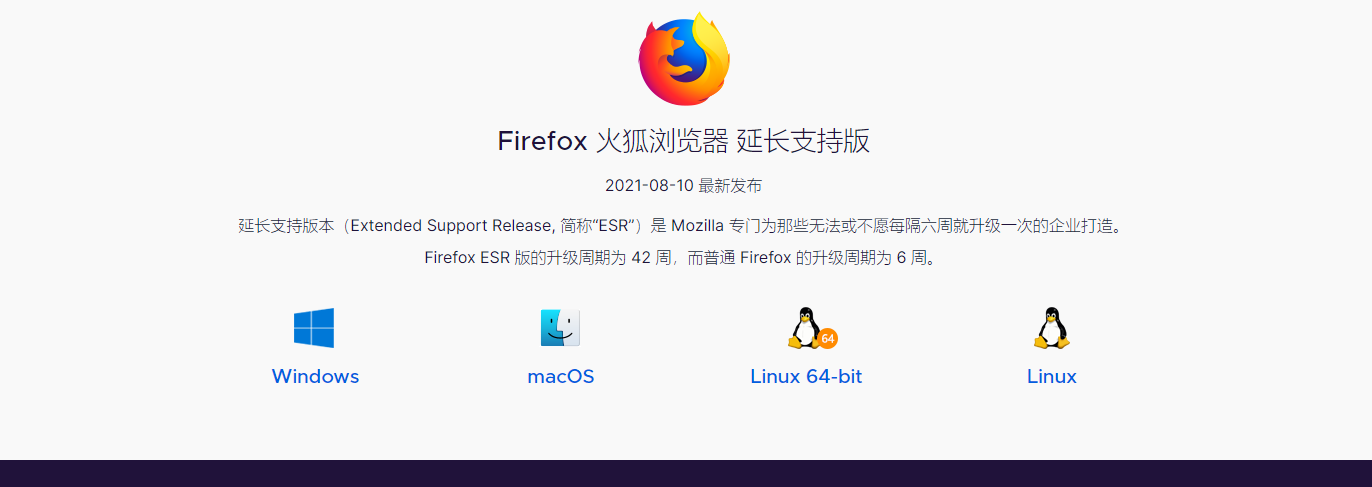 Firefox 火狐浏览器 延长支持版
2021-08-10 最新发布
延长支持版本（Extended Support Release, 简称“ESR”）是 Mozilla 专门为那些无法或不愿每隔六周就升级一次的企业打造。
Firefox ESR 版的升级周期为 42 周，而普通 Firefox 的升级周期为 6 周。
64
Windows
macOS
Linux 64-bit
Linux